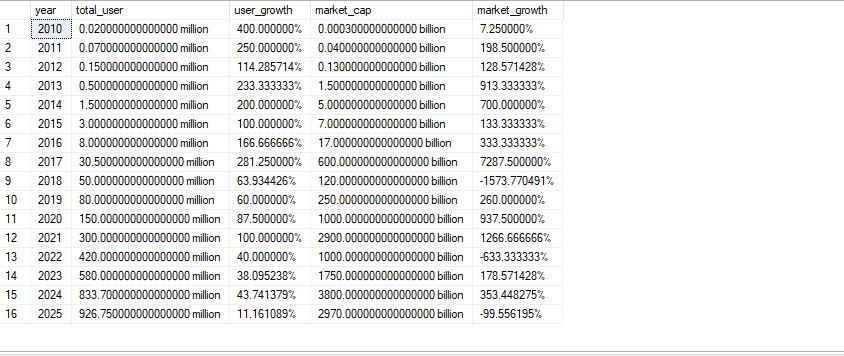 year total_user user_growth market_cap market_growth
1 2010 0.020000000000000 million 400.000000% 0.000300000000000 billion 7.250000%
2 2011 0.070000000000000 million 250.000000% 0.040000000000000 billion 198.500000%
3 2012 0.150000000000000 million 114.285714% 0.130000000000000 billion 128.571428%
4 2013 0.500000000000000 million 233.333333% 1.500000000000000 billion 913.333333%
5 2014 1.500000000000000 million 200.000000% 5.000000000000000 billion 700.000000%
6 2015 3.000000000000000 million 100.000000% 7.000000000000000 billion 133.333333%
7 2016 8.000000000000000 million 166.666666% 17.000000000000000 billion 333.333333%
8 2017 30.500000000000000 million 281.250000% 600.000000000000000 billion 7287.500000%
9 2018 50.000000000000000 million 63.934426% 120.000000000000000 billion -1573.770491%
10 2019 80.000000000000000 million 60.000000% 250.000000000000000 billion 260.000000%
11 2020 150.000000000000000 million 87.500000% 1000.000000000000000 billion 937.500000%
12 2021 300.000000000000000 million 100.000000% 2900.000000000000000 billion 1266.666666%
13 2022 420.000000000000000 million 40.000000% 1000.000000000000000 billion -633.333333%
14 2023 580.000000000000000 million 38.095238% 1750.000000000000000 billion 178.571428%
15 2024 833.700000000000000 million 43.741379% 3800.000000000000000 billion 353.448275%
16 2025 926.750000000000000 million 11.161089% 2970.000000000000000 billion -99.556195%